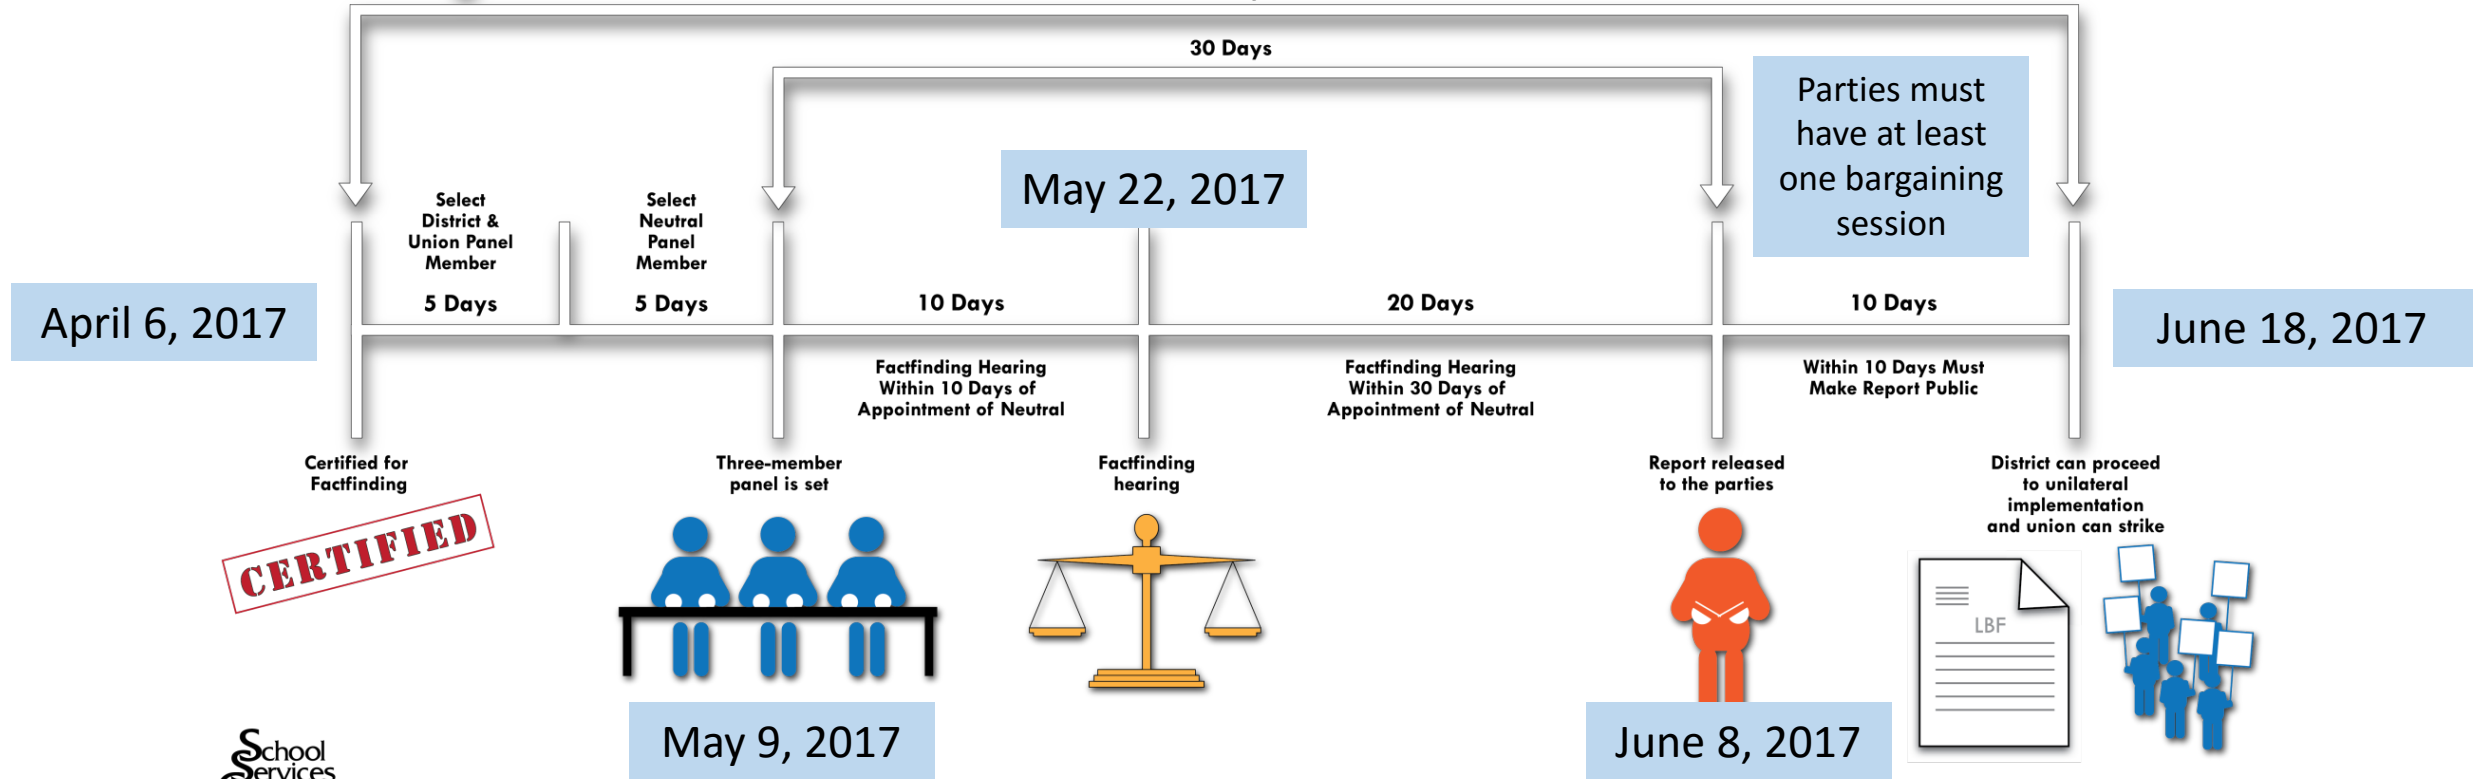 30 Days
Parties must
have at least
one bargaining
session
May 22, 2017
Select
District &
Union Panel
Member
Select
Neutral
Panel
Member
April 6, 2017
5 Days
5 Days
10 Days
20 Days
10 Days
June 18, 2017
Factfinding Hearing
Within 10 Days of
Appointment of Neutral
Factfinding Hearing
Within 30 Days of
Appointment of Neutral
Within 10 Days Must
Make Report Public
Certified for
Factfinding
Three-member
panel is set
Factfinding
hearing
Report released
to the parties
District can proceed
to unilateral
implementation
and union can strike
CERTIFIED
LBF
May 9, 2017
June 8, 2017
School
Services